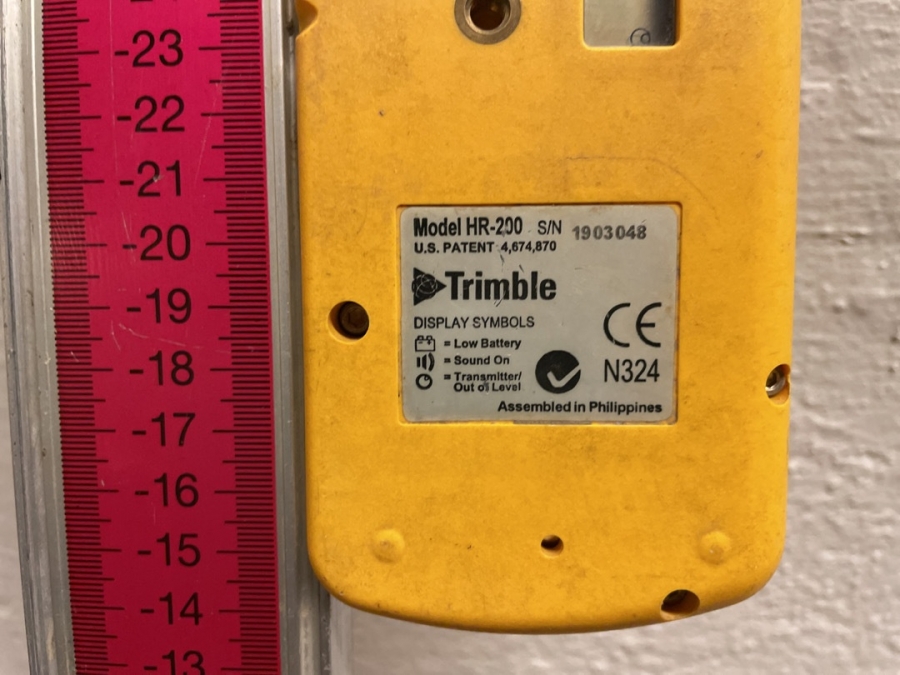 -23
-22
-21
-20
-19
-18
-17
-16
-15
-14
-13
Model HR-200 S/N 1903048
U.S. PATENT 4,674,870
Trimble
DISPLAY SYMBOLS
= Low Battery
= Sound On
= Transmitter/
Out of Level
CE
N324
Assembled in Philippines